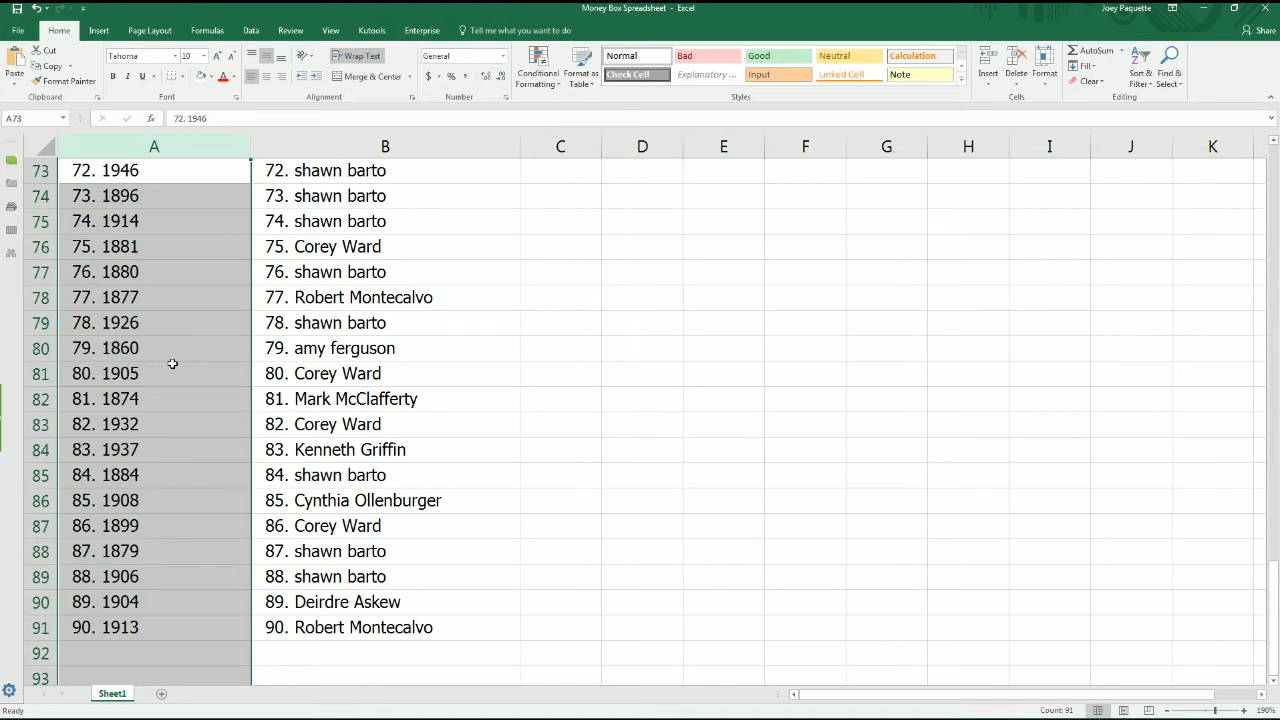 Money Box Spreadsheet - Excel
Joey Paquette
File Home Insert Page Layout Formulas Data Review View Kutools Enterprise Tell me what you want to do Share
Cut
Copy
Format Painter
Paste
Clipboard
Tahoma 10
B I U
Font
Wrap Text
Merge & Center
Alignment
General
$ % ,
Number
Conditional Formatting
Format as Table
Normal Bad Good Neutral Calculation
Check Cell Explanatory ... Input Linked Cell Note
Styles
Insert Delete Format
Cells
AutoSum
Fill
Clear
Sort & Filter
Find & Select
Editing
A73 fx 72. 1946
A B C D E F G H I J K
73 72. 1946 72. shawn barto
74 73. 1896 73. shawn barto
75 74. 1914 74. shawn barto
76 75. 1881 75. Corey Ward
77 76. 1880 76. shawn barto
78 77. 1877 77. Robert Montecalvo
79 78. 1926 78. shawn barto
80 79. 1860 79. amy ferguson
81 80. 1905 80. Corey Ward
82 81. 1874 81. Mark McClafferty
83 82. 1932 82. Corey Ward
84 83. 1937 83. Kenneth Griffin
85 84. 1884 84. shawn barto
86 85. 1908 85. Cynthia Ollenburger
87 86. 1899 86. Corey Ward
88 87. 1879 87. shawn barto
89 88. 1906 88. shawn barto
90 89. 1904 89. Deirdre Askew
91 90. 1913 90. Robert Montecalvo
92
93
Sheet1
Ready Count: 91 190%